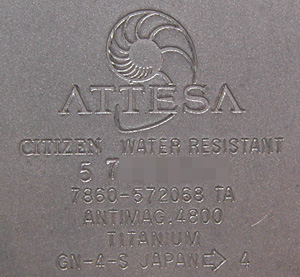 ATTESA
CITIZEN WATER RESISTANT
5 7
7860-572068 TA
ANTIMAG.4800
TITANIUM
GN-4-S JAPAN⇨ 4